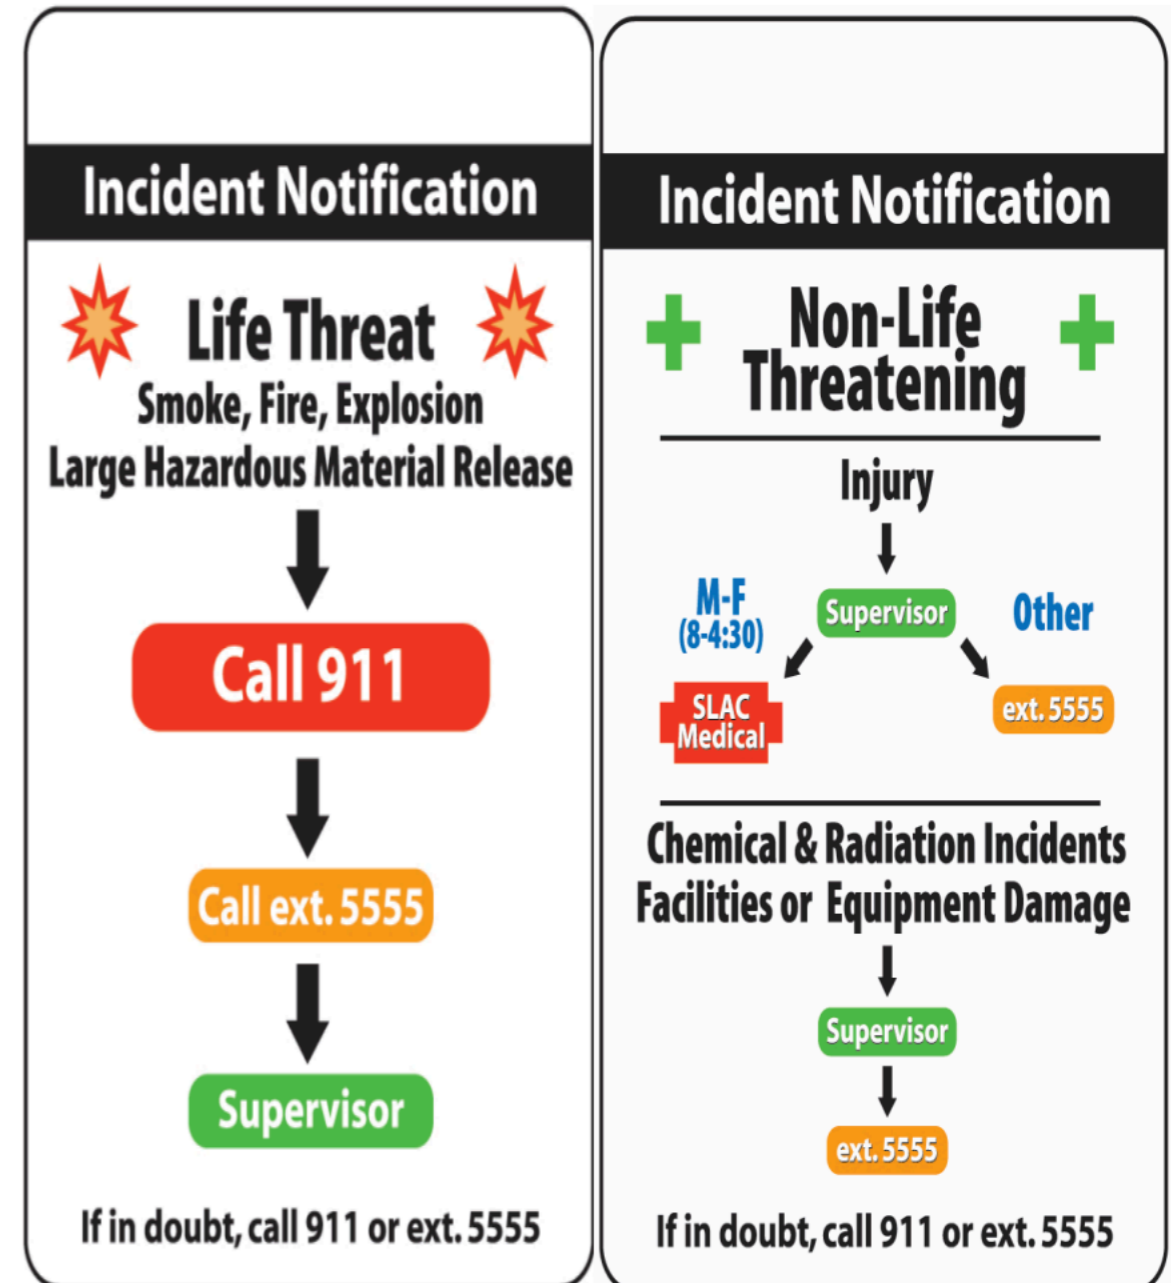 Incident Notification
Life Threat
Smoke, Fire, Explosion
Large Hazardous Material Release
Call 911
Call ext. 5555
Supervisor
If in doubt, call 911 or ext. 5555
Incident Notification
Non-Life
Threatening
Injury
M-F
(8-4:30)
Supervisor
Other
SLAC
Medical
ext. 5555
Chemical & Radiation Incidents
Facilities or Equipment Damage
Supervisor
ext. 5555
If in doubt, call 911 or ext. 5555